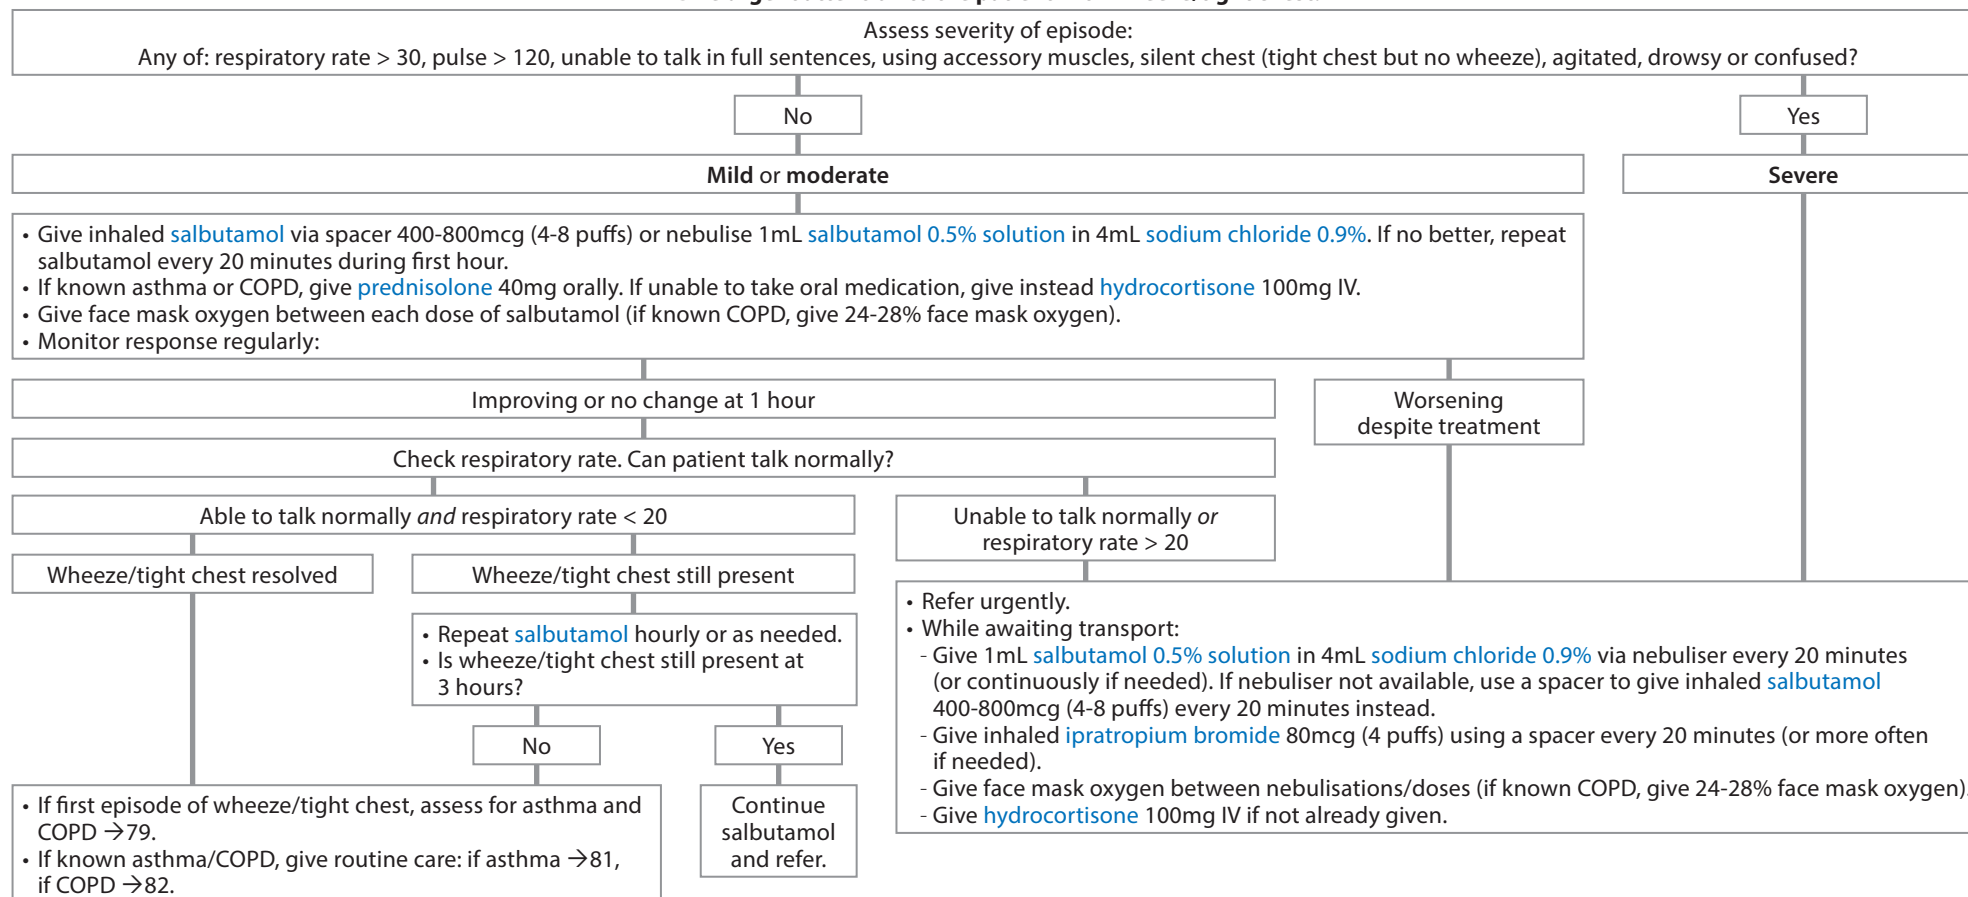 Assess severity of episode:
Any of: respiratory rate > 30, pulse > 120, unable to talk in full sentences, using accessory muscles, silent chest (tight chest but no wheeze), agitated, drowsy or confused?
No
Yes
Mild or moderate
Severe
• Give inhaled salbutamol via spacer 400-800mcg (4-8 puffs) or nebulise 1mL salbutamol 0.5% solution in 4mL sodium chloride 0.9%. If no better, repeat
salbutamol every 20 minutes during first hour.
• If known asthma or COPD, give prednisolone 40mg orally. If unable to take oral medication, give instead hydrocortisone 100mg IV.
• Give face mask oxygen between each dose of salbutamol (if known COPD, give 24-28% face mask oxygen).
• Monitor response regularly:
Improving or no change at 1 hour
Worsening
despite treatment
Check respiratory rate. Can patient talk normally?
Able to talk normally and respiratory rate < 20
Unable to talk normally or
respiratory rate > 20
Wheeze/tight chest resolved
Wheeze/tight chest still present
• Repeat salbutamol hourly or as needed.
• Is wheeze/tight chest still present at
3 hours?
No
Yes
• If first episode of wheeze/tight chest, assess for asthma and
COPD →79.
• If known asthma/COPD, give routine care: if asthma →81,
if COPD →82.
Continue
salbutamol
and refer.
• Refer urgently.
• While awaiting transport:
- Give 1mL salbutamol 0.5% solution in 4mL sodium chloride 0.9% via nebuliser every 20 minutes
(or continuously if needed). If nebuliser not available, use a spacer to give inhaled salbutamol
400-800mcg (4-8 puffs) every 20 minutes instead.
- Give inhaled ipratropium bromide 80mcg (4 puffs) using a spacer every 20 minutes (or more often
if needed).
- Give face mask oxygen between nebulisations/doses (if known COPD, give 24-28% face mask oxygen).
- Give hydrocortisone 100mg IV if not already given.